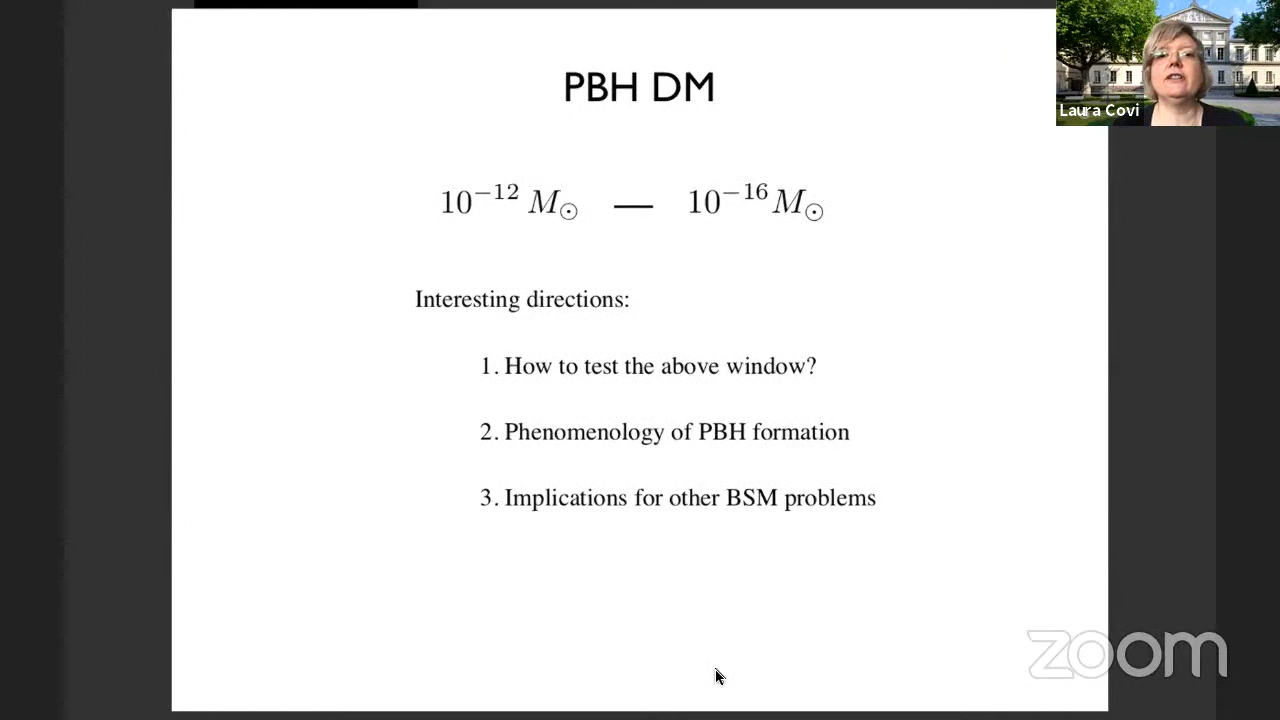 PBH DM
Laura Covi
10^{-12} M_⊙ — 10^{-16} M_⊙
Interesting directions:
1. How to test the above window?
2. Phenomenology of PBH formation
3. Implications for other BSM problems
zoom